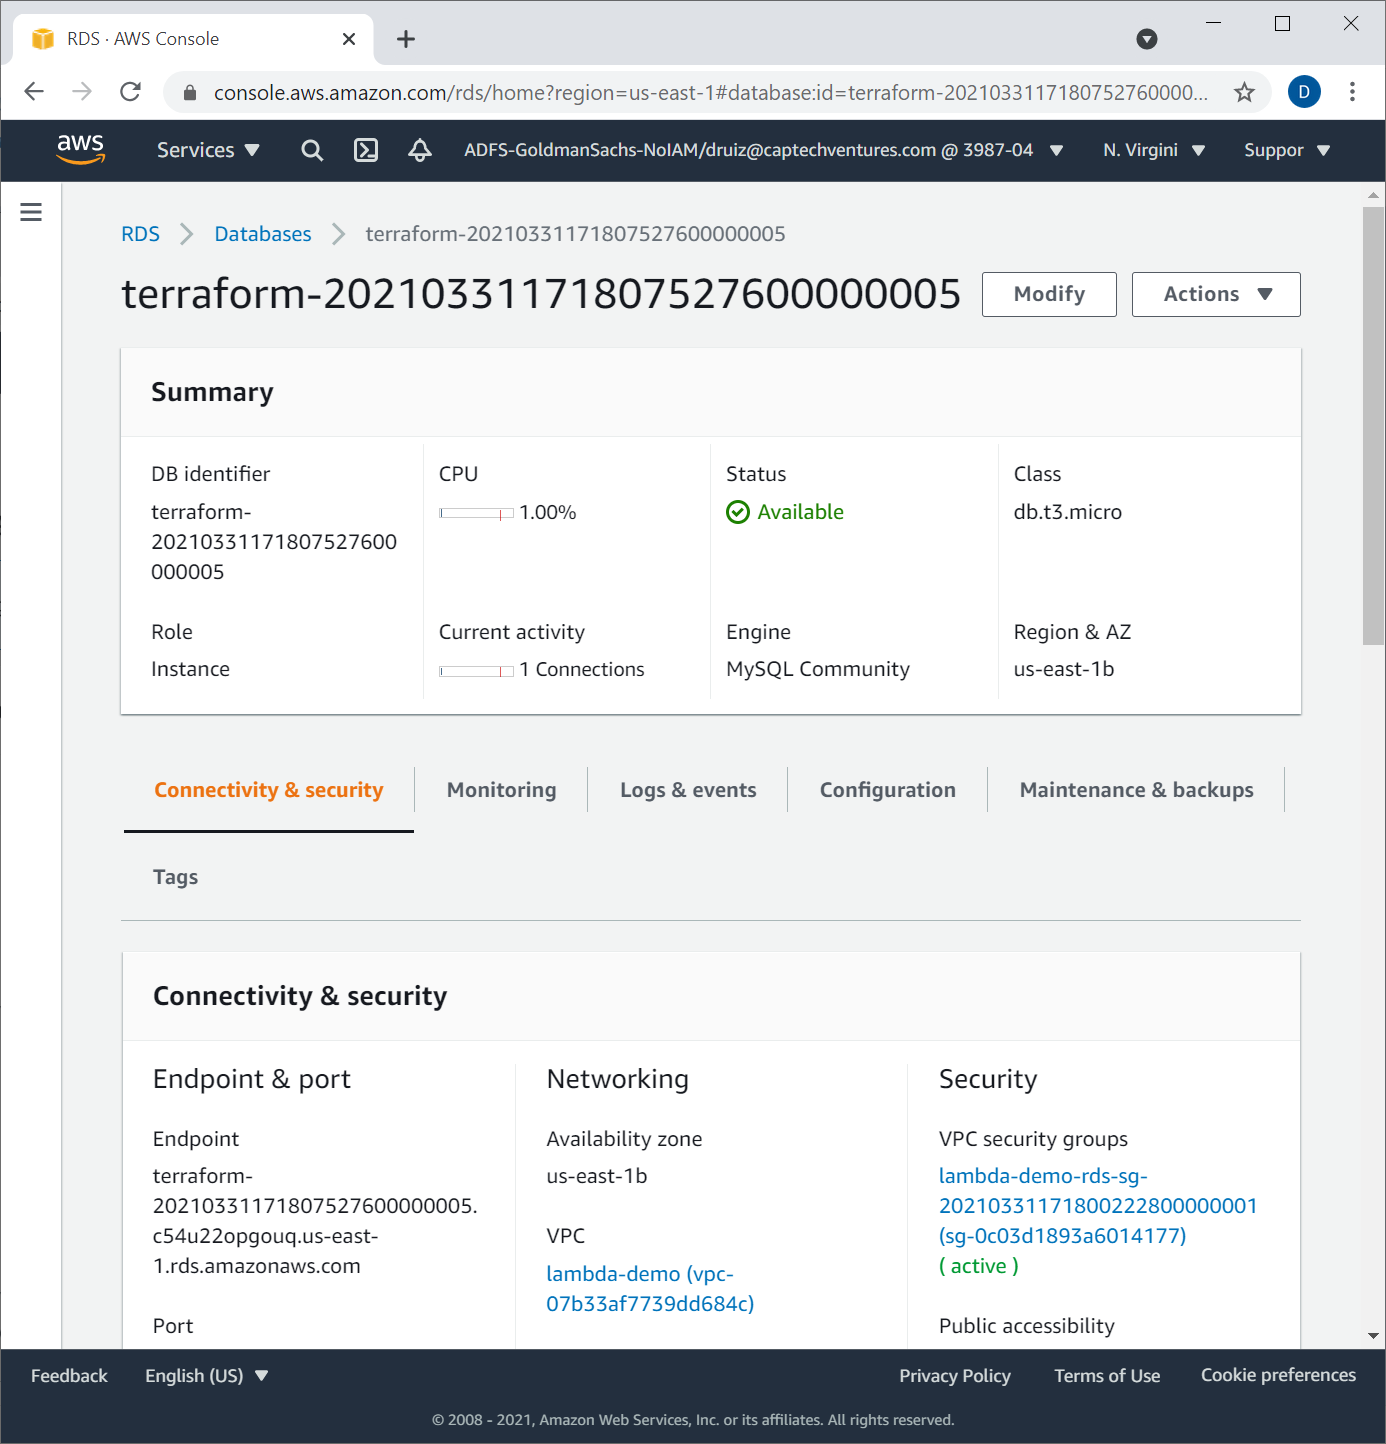 RDS · AWS Console
console.aws.amazon.com/rds/home?region=us-east-1#database:id=terraform-2021033117180752760000...
D
aws
Services
ADFS-GoldmanSachs-NoIAM/druiz@captechventures.com @ 3987-04
N. Virgini
Suppor
RDS
Databases
terraform-20210331171807527600000005
terraform-20210331171807527600000005
Modify
Actions
Summary
DB identifier
terraform-
20210331171807527600
000005
CPU
1.00%
Status
Available
Class
db.t3.micro
Role
Instance
Current activity
1 Connections
Engine
MySQL Community
Region & AZ
us-east-1b
Connectivity & security
Monitoring
Logs & events
Configuration
Maintenance & backups
Tags
Connectivity & security
Endpoint & port
Endpoint
terraform-
20210331171807527600000005.
c54u22opgouq.us-east-
1.rds.amazonaws.com
Port
Networking
Availability zone
us-east-1b
VPC
lambda-demo (vpc-
07b33af7739dd684c)
Security
VPC security groups
lambda-demo-rds-sg-
20210331171800222800000001
(sg-0c03d1893a6014177)
( active )
Public accessibility
Feedback
English (US)
Privacy Policy
Terms of Use
Cookie preferences
© 2008 - 2021, Amazon Web Services, Inc. or its affiliates. All rights reserved.